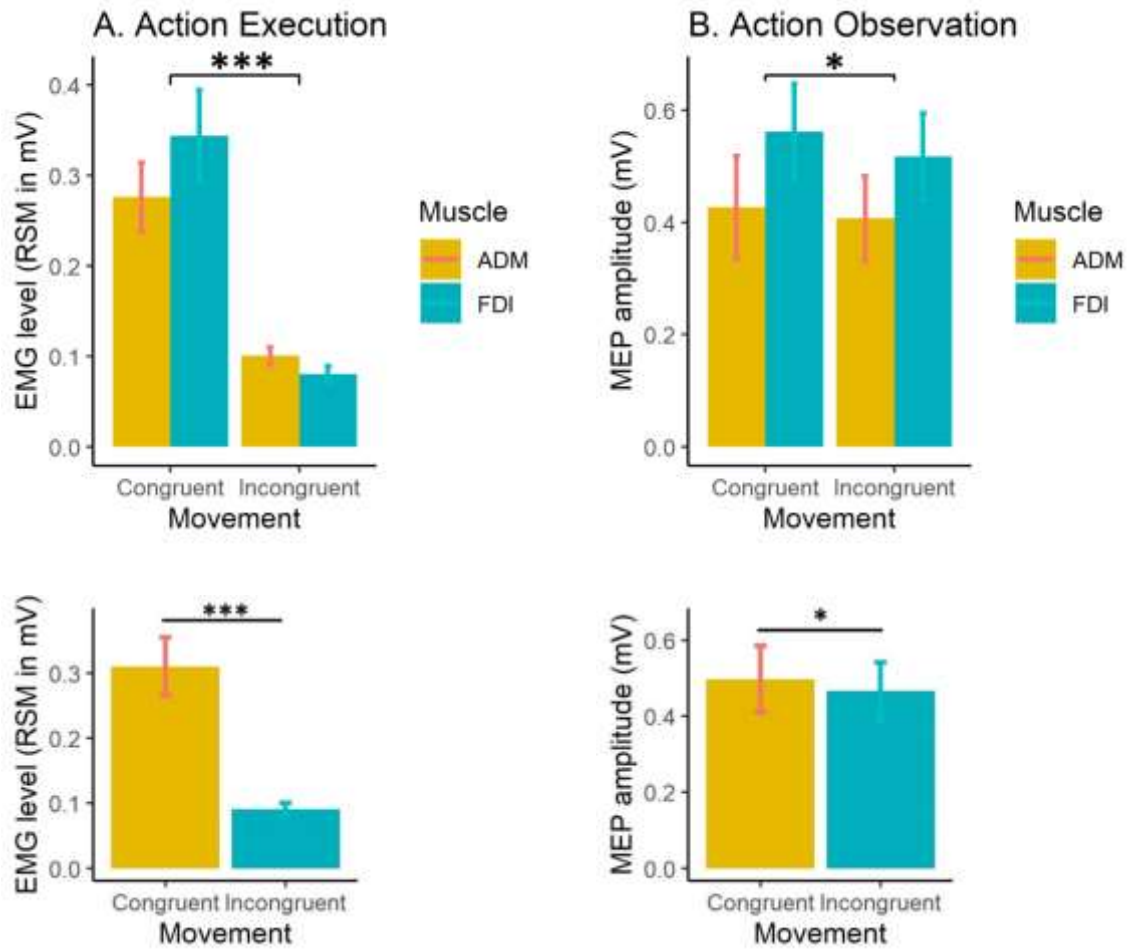 A. Action Execution
***
EMG level (RSM in mV)
0.4
0.3
0.2
0.1
0.0
Congruent Incongruent
Movement
Muscle
ADM
FDI
B. Action Observation
*
MEP amplitude (mV)
0.6
0.4
0.2
0.0
Congruent Incongruent
Movement
Muscle
ADM
FDI
***
EMG level (RSM in mV)
0.3
0.2
0.1
0.0
Congruent Incongruent
Movement
*
MEP amplitude (mV)
0.6
0.4
0.2
0.0
Congruent Incongruent
Movement